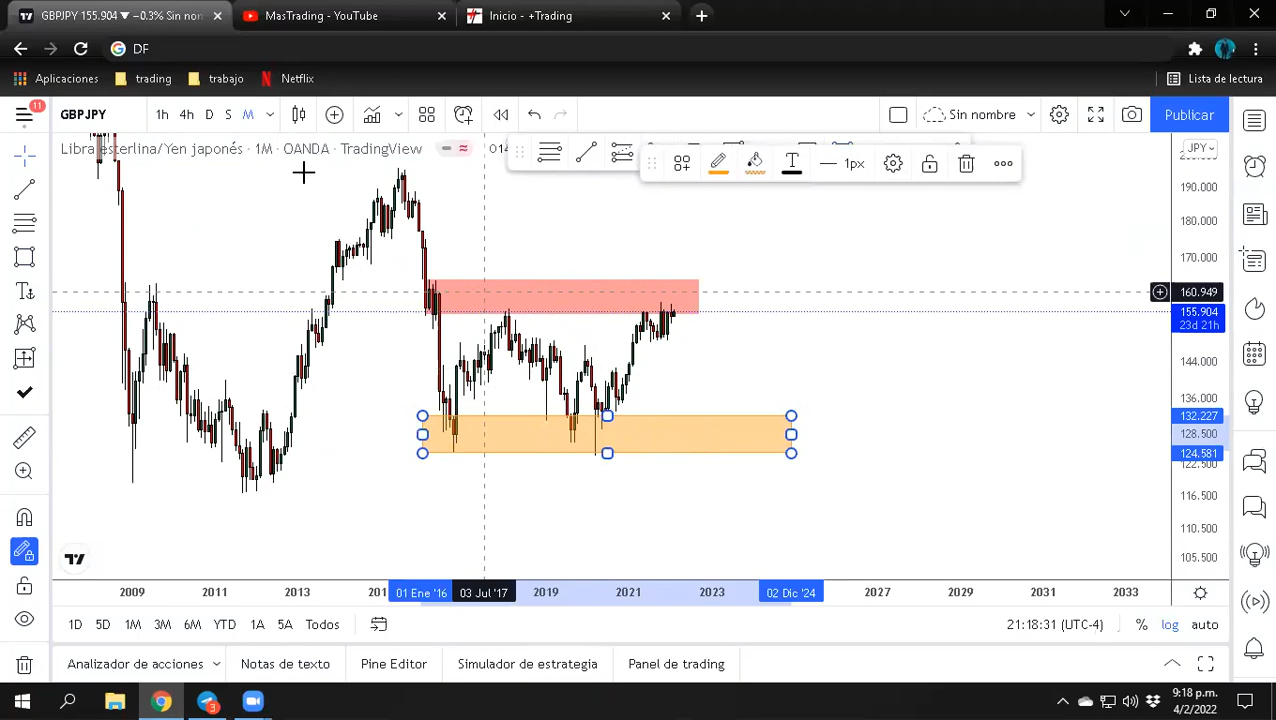 GBPJPY 155.904 ▼ −0.3% Sin nom
MasTrading - YouTube
Inicio - +Trading
DF
Aplicaciones
trading
trabajo
Netflix
Lista de lectura
11
GBPJPY
1h
4h
D
S
M
Sin nombre
Publicar
Libra esterlina/Yen japonés · 1M · OANDA · TradingView
JPY
1px
190.000
180.000
170.000
160.949
155.904
23d 21h
144.000
136.000
132.227
128.500
124.581
116.500
110.500
105.500
2009
2011
2013
01 Ene '16
03 Jul '17
2019
2021
2023
02 Dic '24
2027
2029
2031
2033
1D
5D
1M
3M
6M
YTD
1A
5A
Todos
21:18:31 (UTC-4)
%
log
auto
Analizador de acciones
Notas de texto
Pine Editor
Simulador de estrategia
Panel de trading
3
9:18 p.m.
4/2/2022